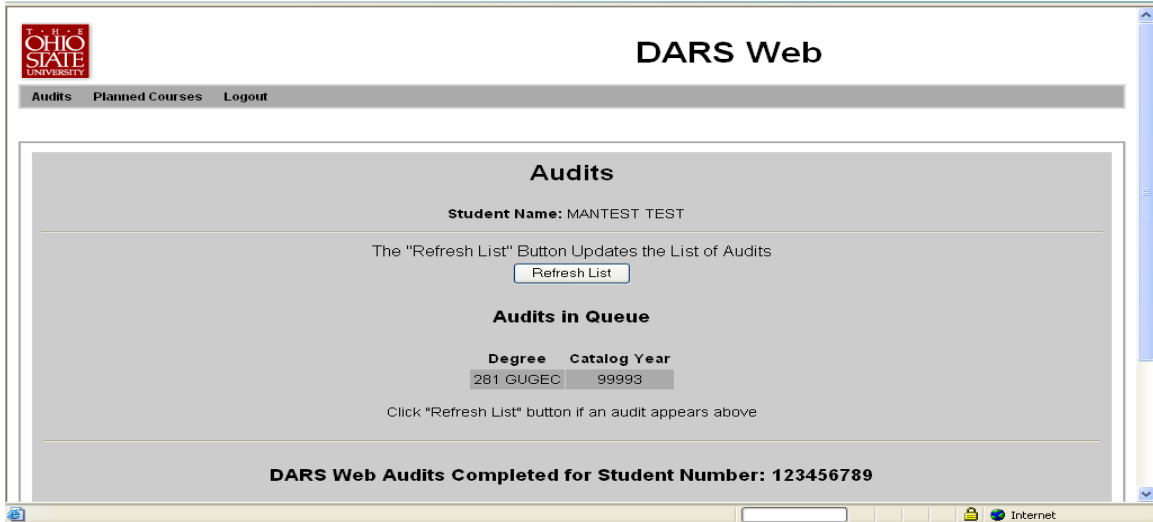 T · H · E
OHIO
STATE
UNIVERSITY
DARS Web
Audits Planned Courses Logout
Audits
Student Name: MANTEST TEST
The "Refresh List" Button Updates the List of Audits
Refresh List
Audits in Queue
Degree Catalog Year
281 GUGEC 99993
Click "Refresh List" button if an audit appears above
DARS Web Audits Completed for Student Number: 123456789
Internet